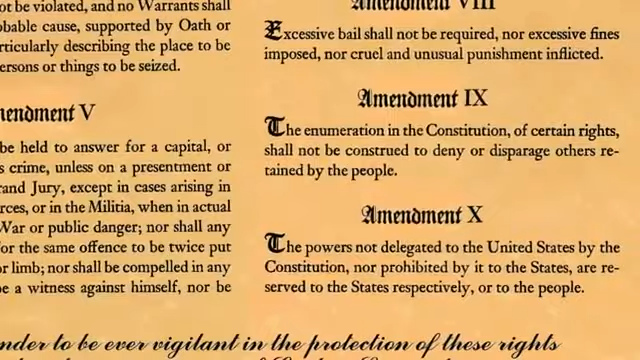 ot be violated, and no Warrants shall
obable cause, supported by Oath or
rticularly describing the place to be
ersons or things to be seized.
mendment V
be held to answer for a capital, or
s crime, unless on a presentment or
rand Jury, except in cases arising in
rces, or in the Militia, when in actual
War or public danger; nor shall any
for the same offence to be twice put
or limb; nor shall be compelled in any
be a witness against himself, nor be
Amendment VIII
Excessive bail shall not be required, nor excessive fines
imposed, nor cruel and unusual punishment inflicted.
Amendment IX
The enumeration in the Constitution, of certain rights,
shall not be construed to deny or disparage others re-
tained by the people.
Amendment X
The powers not delegated to the United States by the
Constitution, nor prohibited by it to the States, are re-
served to the States respectively, or to the people.
nder to be ever vigilant in the protection of these rights